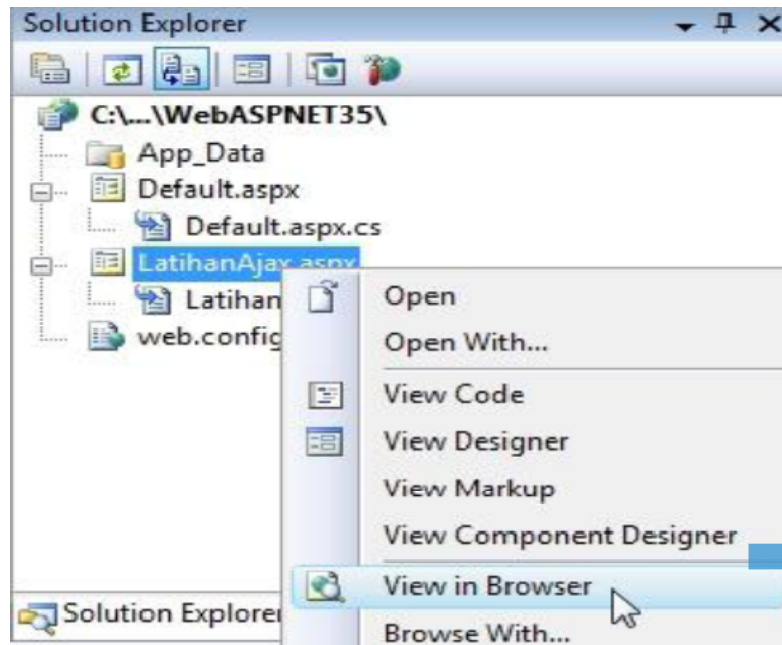 Solution Explorer
C:\...\WebASPNET35\
App_Data
Default.aspx
Default.aspx.cs
LatihanAjax.aspx
Latihan
web.config
Open
Open With...
View Code
View Designer
View Markup
View Component Designer
View in Browser
Browse With...
Solution Explorer